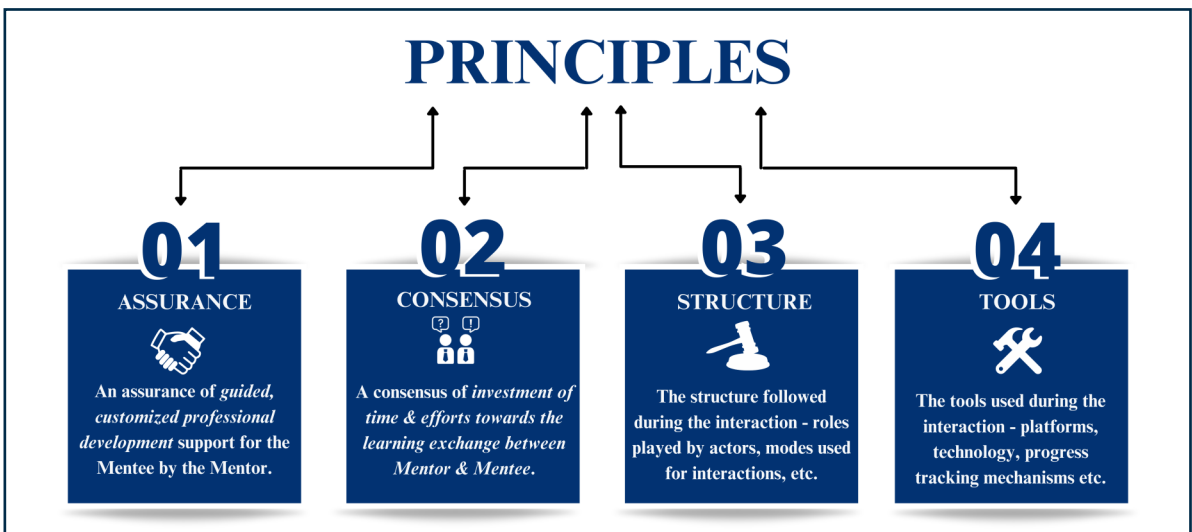 PRINCIPLES
01
ASSURANCE
An assurance of guided,
customized professional
development support for the
Mentee by the Mentor.
02
CONSENSUS
? !
A consensus of investment of
time & efforts towards the
learning exchange between
Mentor & Mentee.
03
STRUCTURE
The structure followed
during the interaction - roles
played by actors, modes used
for interactions, etc.
04
TOOLS
The tools used during the
interaction - platforms,
technology, progress
tracking mechanisms etc.